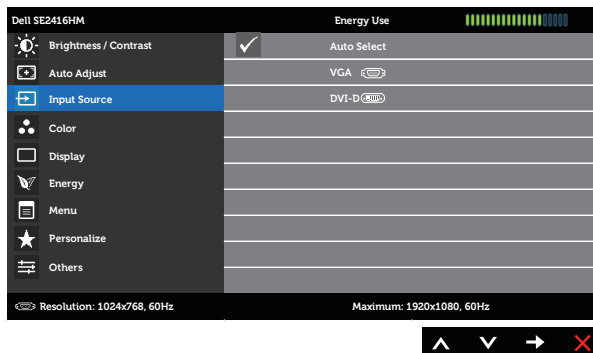 Dell SE2416HM Energy Use
Brightness / Contrast Auto Select
Auto Adjust VGA
Input Source DVI-D
Color
Display
Energy
Menu
Personalize
Others
Resolution: 1024x768, 60Hz Maximum: 1920x1080, 60Hz